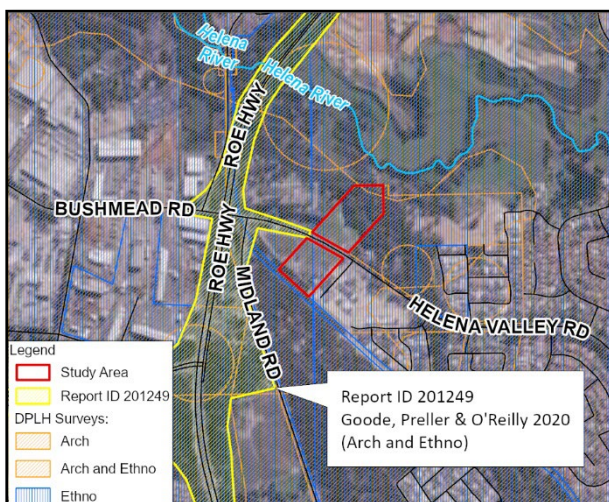 Helena
River
Helena River
ROE HWY
BUSHMEAD RD
ROE HWY
MIDLAND RD
HELENA VALLEY RD
Legend
Study Area
Report ID 201249
DPLH Surveys:
Arch
Arch and Ethno
Ethno
Report ID 201249
Goode, Preller & O'Reilly 2020
(Arch and Ethno)